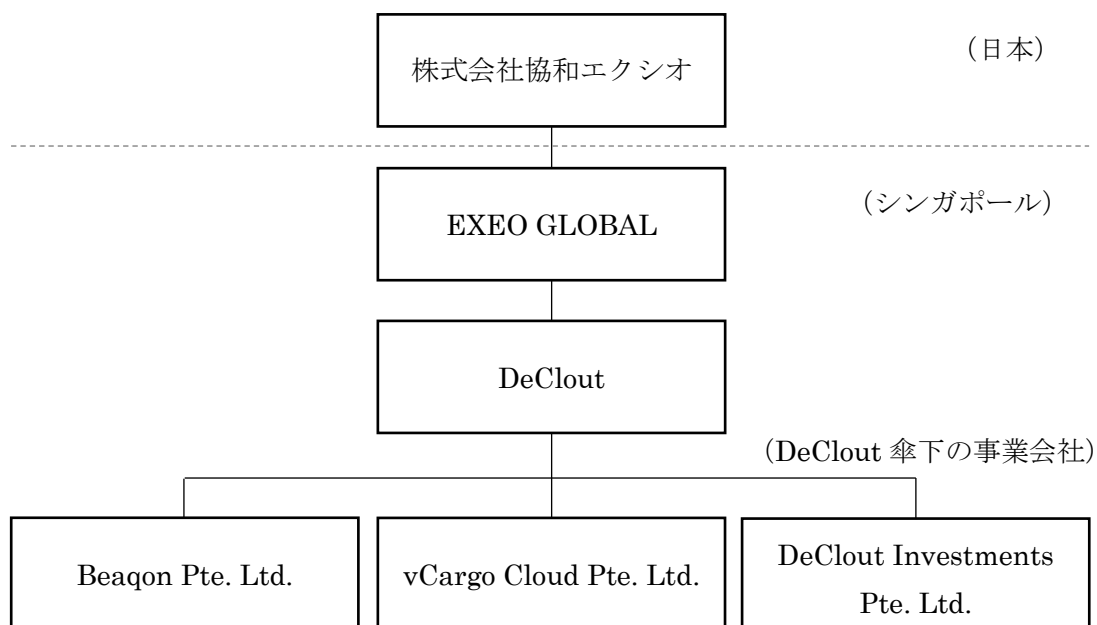 (日本)
株式会社協和エクシオ
(シンガポール)
EXEO GLOBAL
DeClout
(DeClout 傘下の事業会社)
Beaqon Pte. Ltd.
vCargo Cloud Pte. Ltd.
DeClout Investments
Pte. Ltd.